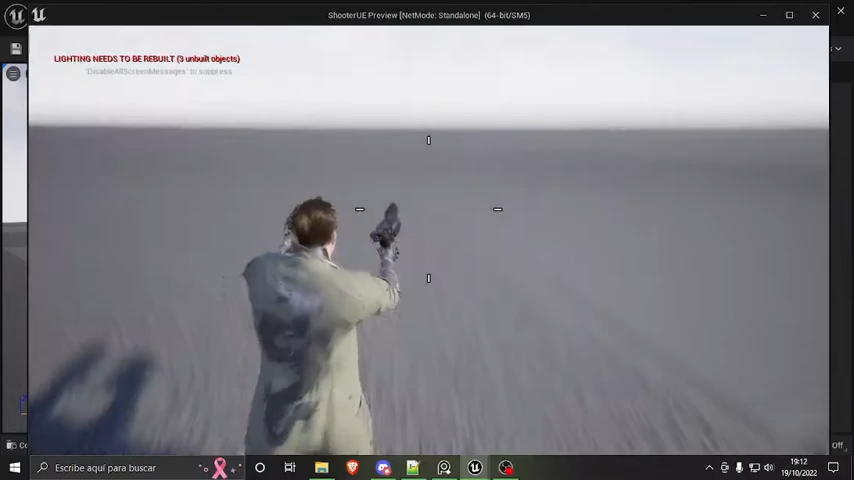 ShooterUE Preview [NetMode: Standalone] (64-bit/SM5)
LIGHTING NEEDS TO BE REBUILT (3 unbuilt objects)
'DisableAllScreenMessages' to suppress
Off
Escribe aquí para buscar
19:12
19/10/2022